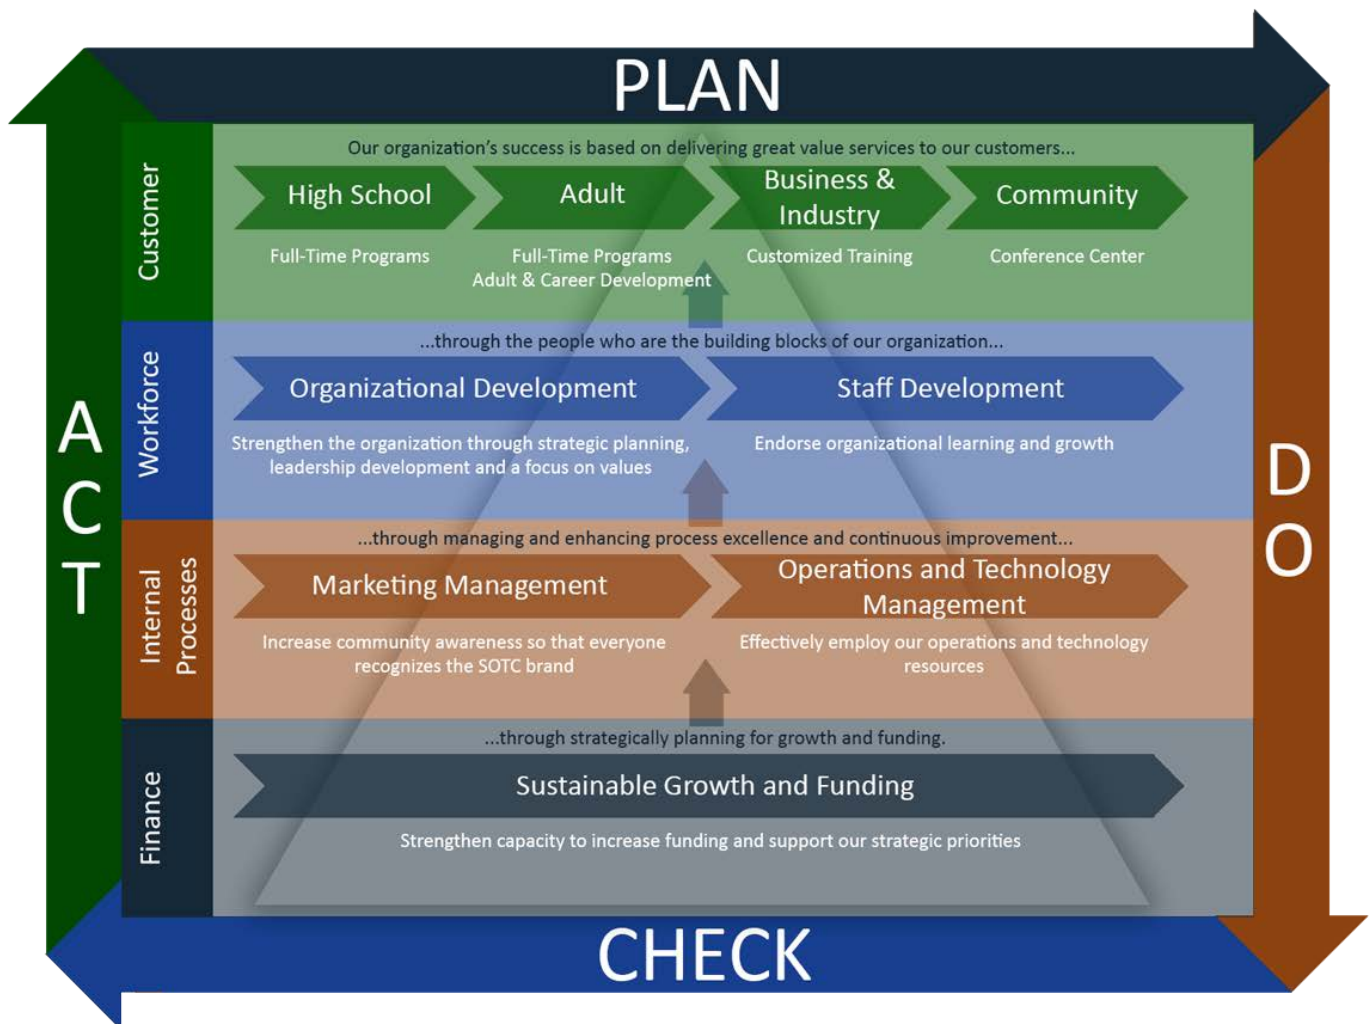 PLAN
Customer
Our organization's success is based on delivering great value services to our customers...
High School
Adult
Business &
Industry
Community
Full-Time Programs
Full-Time Programs
Adult & Career Development
Customized Training
Conference Center
Workforce
...through the people who are the building blocks of our organization...
Organizational Development
Staff Development
Strengthen the organization through strategic planning,
leadership development and a focus on values
Endorse organizational learning and growth
Internal
Processes
...through managing and enhancing process excellence and continuous improvement...
Marketing Management
Operations and Technology
Management
Increase community awareness so that everyone
recognizes the SOTC brand
Effectively employ our operations and technology
resources
Finance
...through strategically planning for growth and funding.
Sustainable Growth and Funding
Strengthen capacity to increase funding and support our strategic priorities
DO
CHECK
ACT